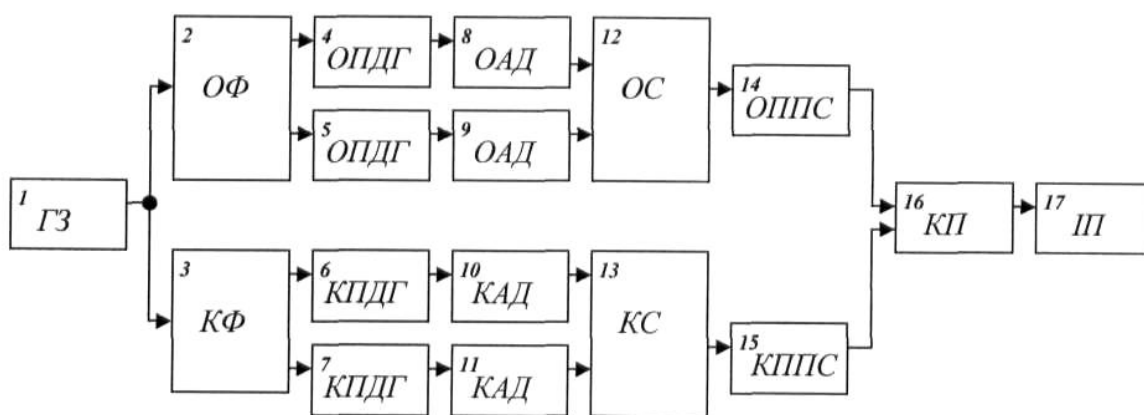 1 ГЗ
2 ОФ
3 КФ
4 ОПДГ
5 ОПДГ
6 КПДГ
7 КПДГ
8 ОАД
9 ОАД
10 КАД
11 КАД
12 ОС
13 КС
14 ОППС
15 КППС
16 КП
17 ІП